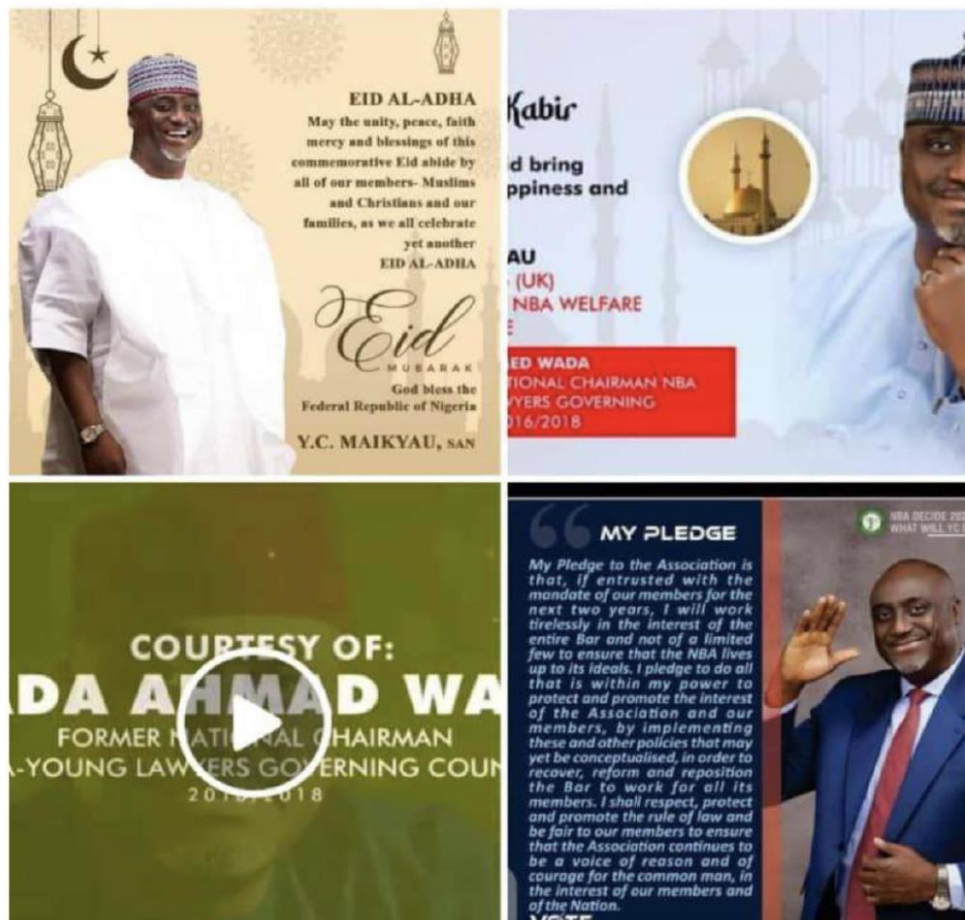 EID AL-ADHA
May the unity, peace, faith
mercy and blessings of this
commemorative Eid abide by
all of our members- Muslims
and Christians and our
families, as we all celebrate
yet another
EID AL-ADHA
Eid
MUBARAK
God bless the
Federal Republic of Nigeria
Y.C. MAIKYAU, SAN
Kabir
d bring
ppiness and
AU
(UK)
NBA WELFARE
E
ED WADA
TIONAL CHAIRMAN NBA
YERS GOVERNING
016/2018
COURTESY OF:
DA AHMAD WA
FORMER NATIONAL CHAIRMAN
A-YOUNG LAWYERS GOVERNING COUN
2016/2018
NBA DECIDE 202
WHAT WILL YC
MY PLEDGE
My Pledge to the Association is
that, if entrusted with the
mandate of our members for the
next two years, I will work
tirelessly in the interest of the
entire Bar and not of a limited
few to ensure that the NBA lives
up to its ideals. I pledge to do all
that is within my power to
protect and promote the interest
of the Association and our
members, by implementing
these and other policies that may
yet be conceptualised, in order to
recover, reform and reposition
the Bar to work for all its
members. I shall respect, protect
and promote the rule of law and
be fair to our members to ensure
that the Association continues to
be a voice of reason and of
courage for the common man, in
the interest of our members and
of the Nation.
VOTE